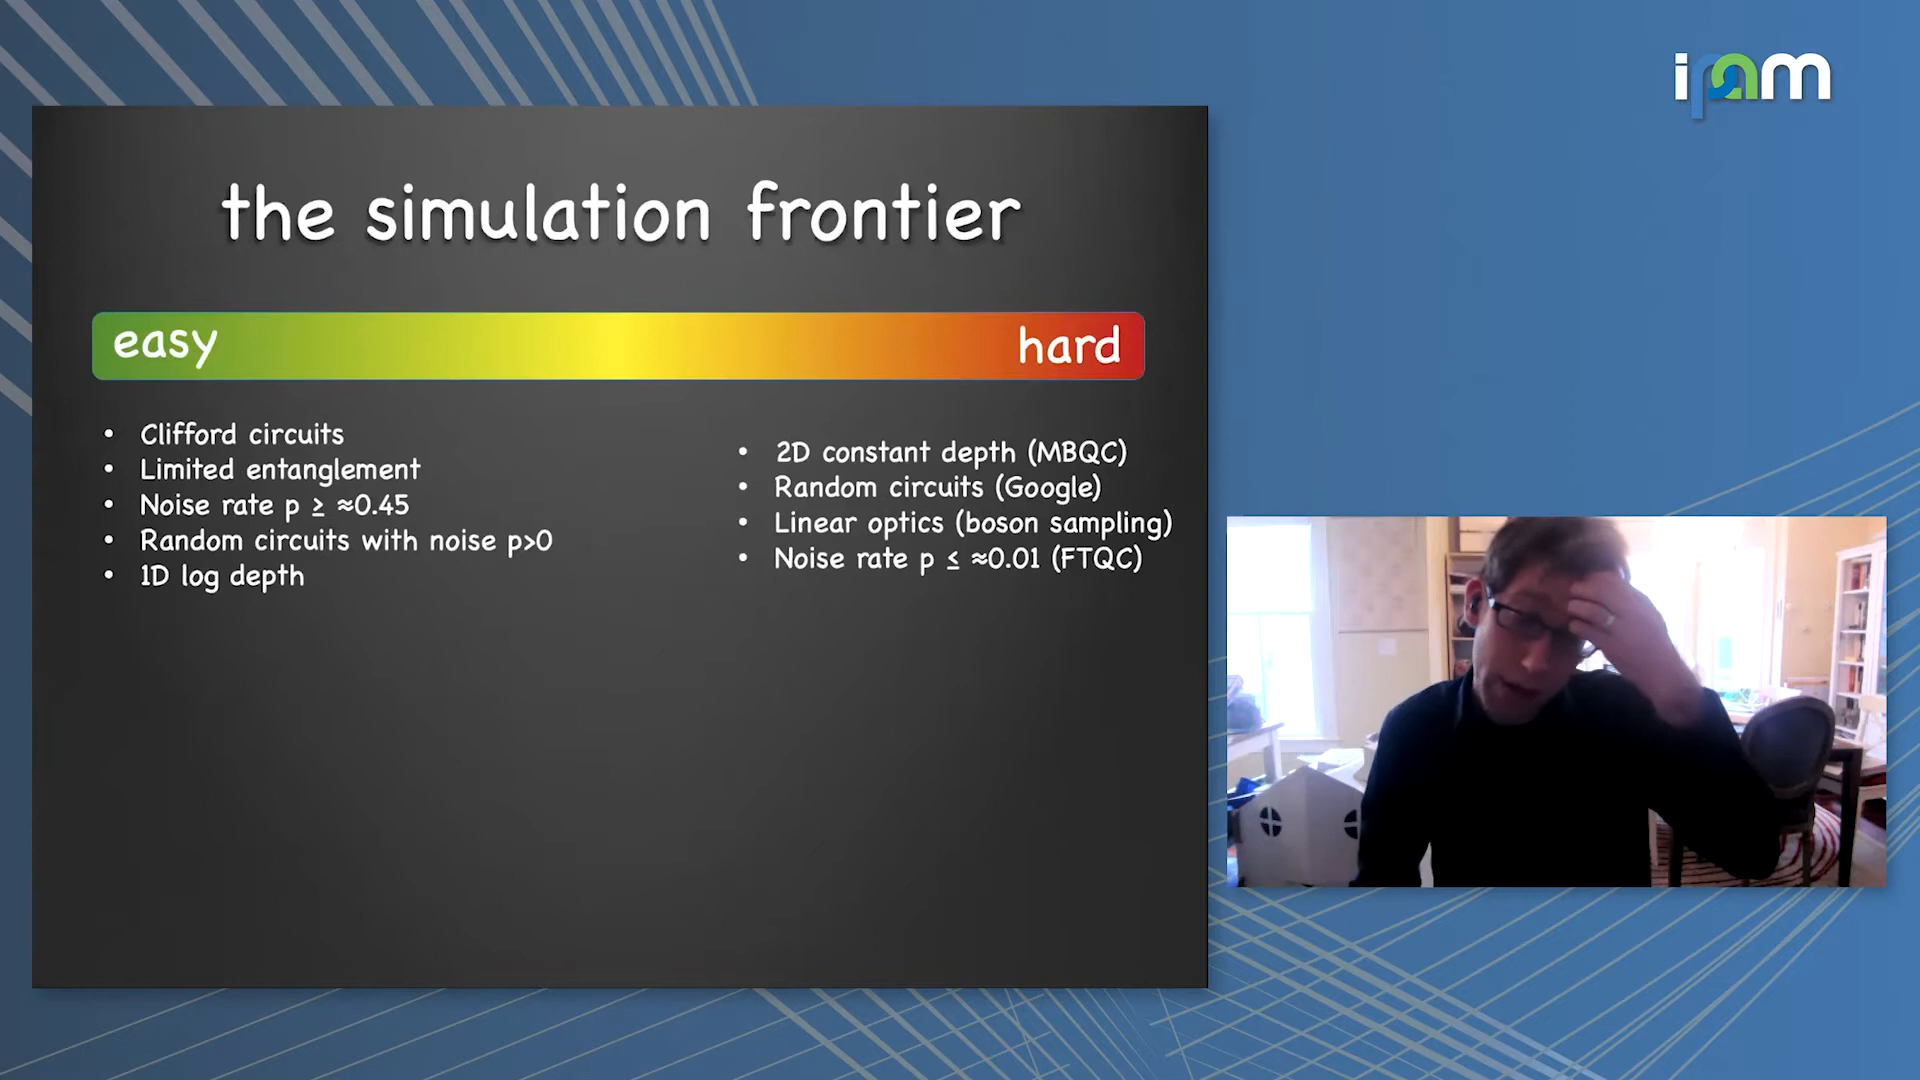 ipam
the simulation frontier
easy
hard
• Clifford circuits
• Limited entanglement
• Noise rate p ≥ ≈0.45
• Random circuits with noise p>0
• 1D log depth
• 2D constant depth (MBQC)
• Random circuits (Google)
• Linear optics (boson sampling)
• Noise rate p ≤ ≈0.01 (FTQC)